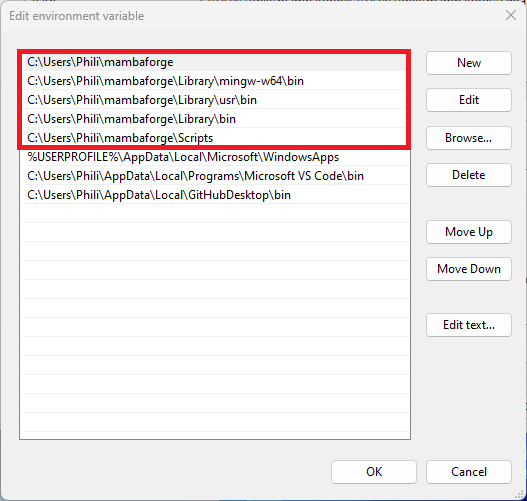 Edit environment variable
C:\Users\Phili\mambaforge
C:\Users\Phili\mambaforge\Library\mingw-w64\bin
C:\Users\Phili\mambaforge\Library\usr\bin
C:\Users\Phili\mambaforge\Library\bin
C:\Users\Phili\mambaforge\Scripts
%USERPROFILE%\AppData\Local\Microsoft\WindowsApps
C:\Users\Phili\AppData\Local\Programs\Microsoft VS Code\bin
C:\Users\Phili\AppData\Local\GitHubDesktop\bin
New
Edit
Browse...
Delete
Move Up
Move Down
Edit text...
OK
Cancel